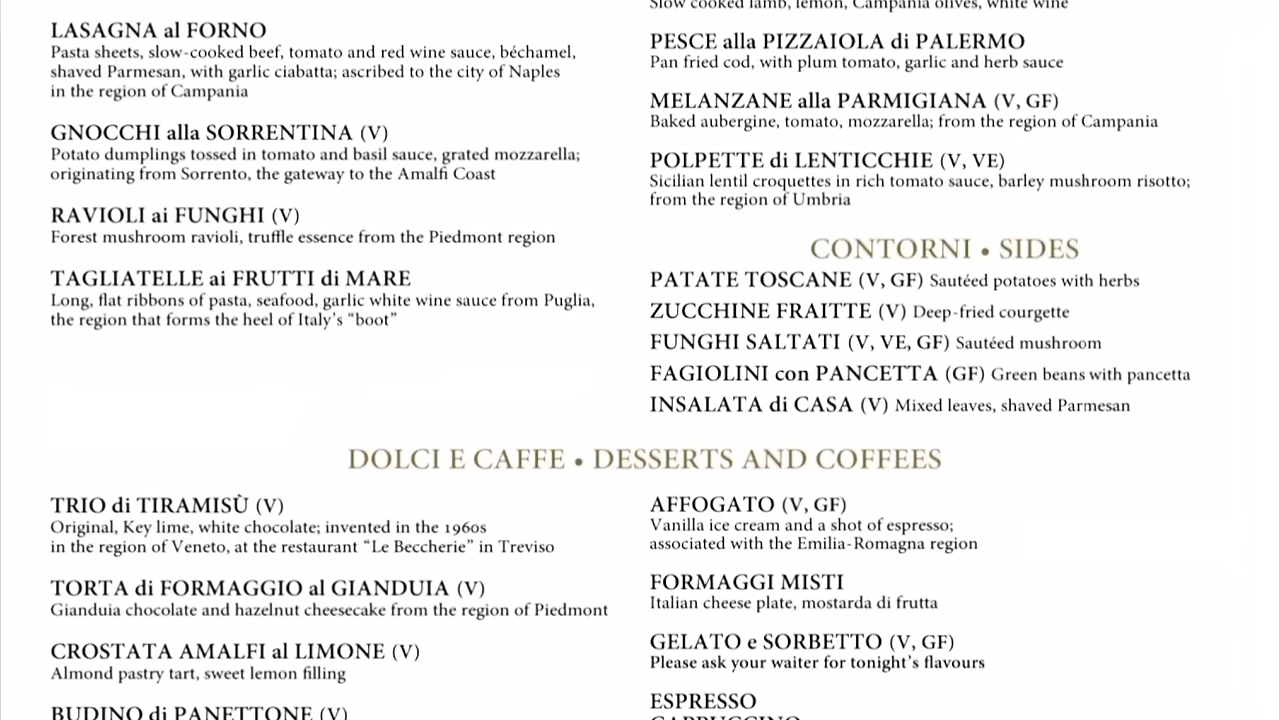 LASAGNA al FORNO
Pasta sheets, slow-cooked beef, tomato and red wine sauce, béchamel,
shaved Parmesan, with garlic ciabatta; ascribed to the city of Naples
in the region of Campania
GNOCCHI alla SORRENTINA (V)
Potato dumplings tossed in tomato and basil sauce, grated mozzarella;
originating from Sorrento, the gateway to the Amalfi Coast
RAVIOLI ai FUNGHI (V)
Forest mushroom ravioli, truffle essence from the Piedmont region
TAGLIATELLE ai FRUTTI di MARE
Long, flat ribbons of pasta, seafood, garlic white wine sauce from Puglia,
the region that forms the heel of Italy's "boot"
Slow cooked lamb, lemon, Campania olives, white wine
PESCE alla PIZZAIOLA di PALERMO
Pan fried cod, with plum tomato, garlic and herb sauce
MELANZANE alla PARMIGIANA (V, GF)
Baked aubergine, tomato, mozzarella; from the region of Campania
POLPETTE di LENTICCHIE (V, VE)
Sicilian lentil croquettes in rich tomato sauce, barley mushroom risotto;
from the region of Umbria
CONTORNI • SIDES
PATATE TOSCANE (V, GF) Sautéed potatoes with herbs
ZUCCHINE FRAITTE (V) Deep-fried courgette
FUNGHI SALTATI (V, VE, GF) Sautéed mushroom
FAGIOLINI con PANCETTA (GF) Green beans with pancetta
INSALATA di CASA (V) Mixed leaves, shaved Parmesan
DOLCI E CAFFE • DESSERTS AND COFFEES
TRIO di TIRAMISÙ (V)
Original, Key lime, white chocolate; invented in the 1960s
in the region of Veneto, at the restaurant "Le Beccherie" in Treviso
TORTA di FORMAGGIO al GIANDUIA (V)
Gianduia chocolate and hazelnut cheesecake from the region of Piedmont
CROSTATA AMALFI al LIMONE (V)
Almond pastry tart, sweet lemon filling
BUDINO di PANETTONE (V)
AFFOGATO (V, GF)
Vanilla ice cream and a shot of espresso;
associated with the Emilia-Romagna region
FORMAGGI MISTI
Italian cheese plate, mostarda di frutta
GELATO e SORBETTO (V, GF)
Please ask your waiter for tonight's flavours
ESPRESSO